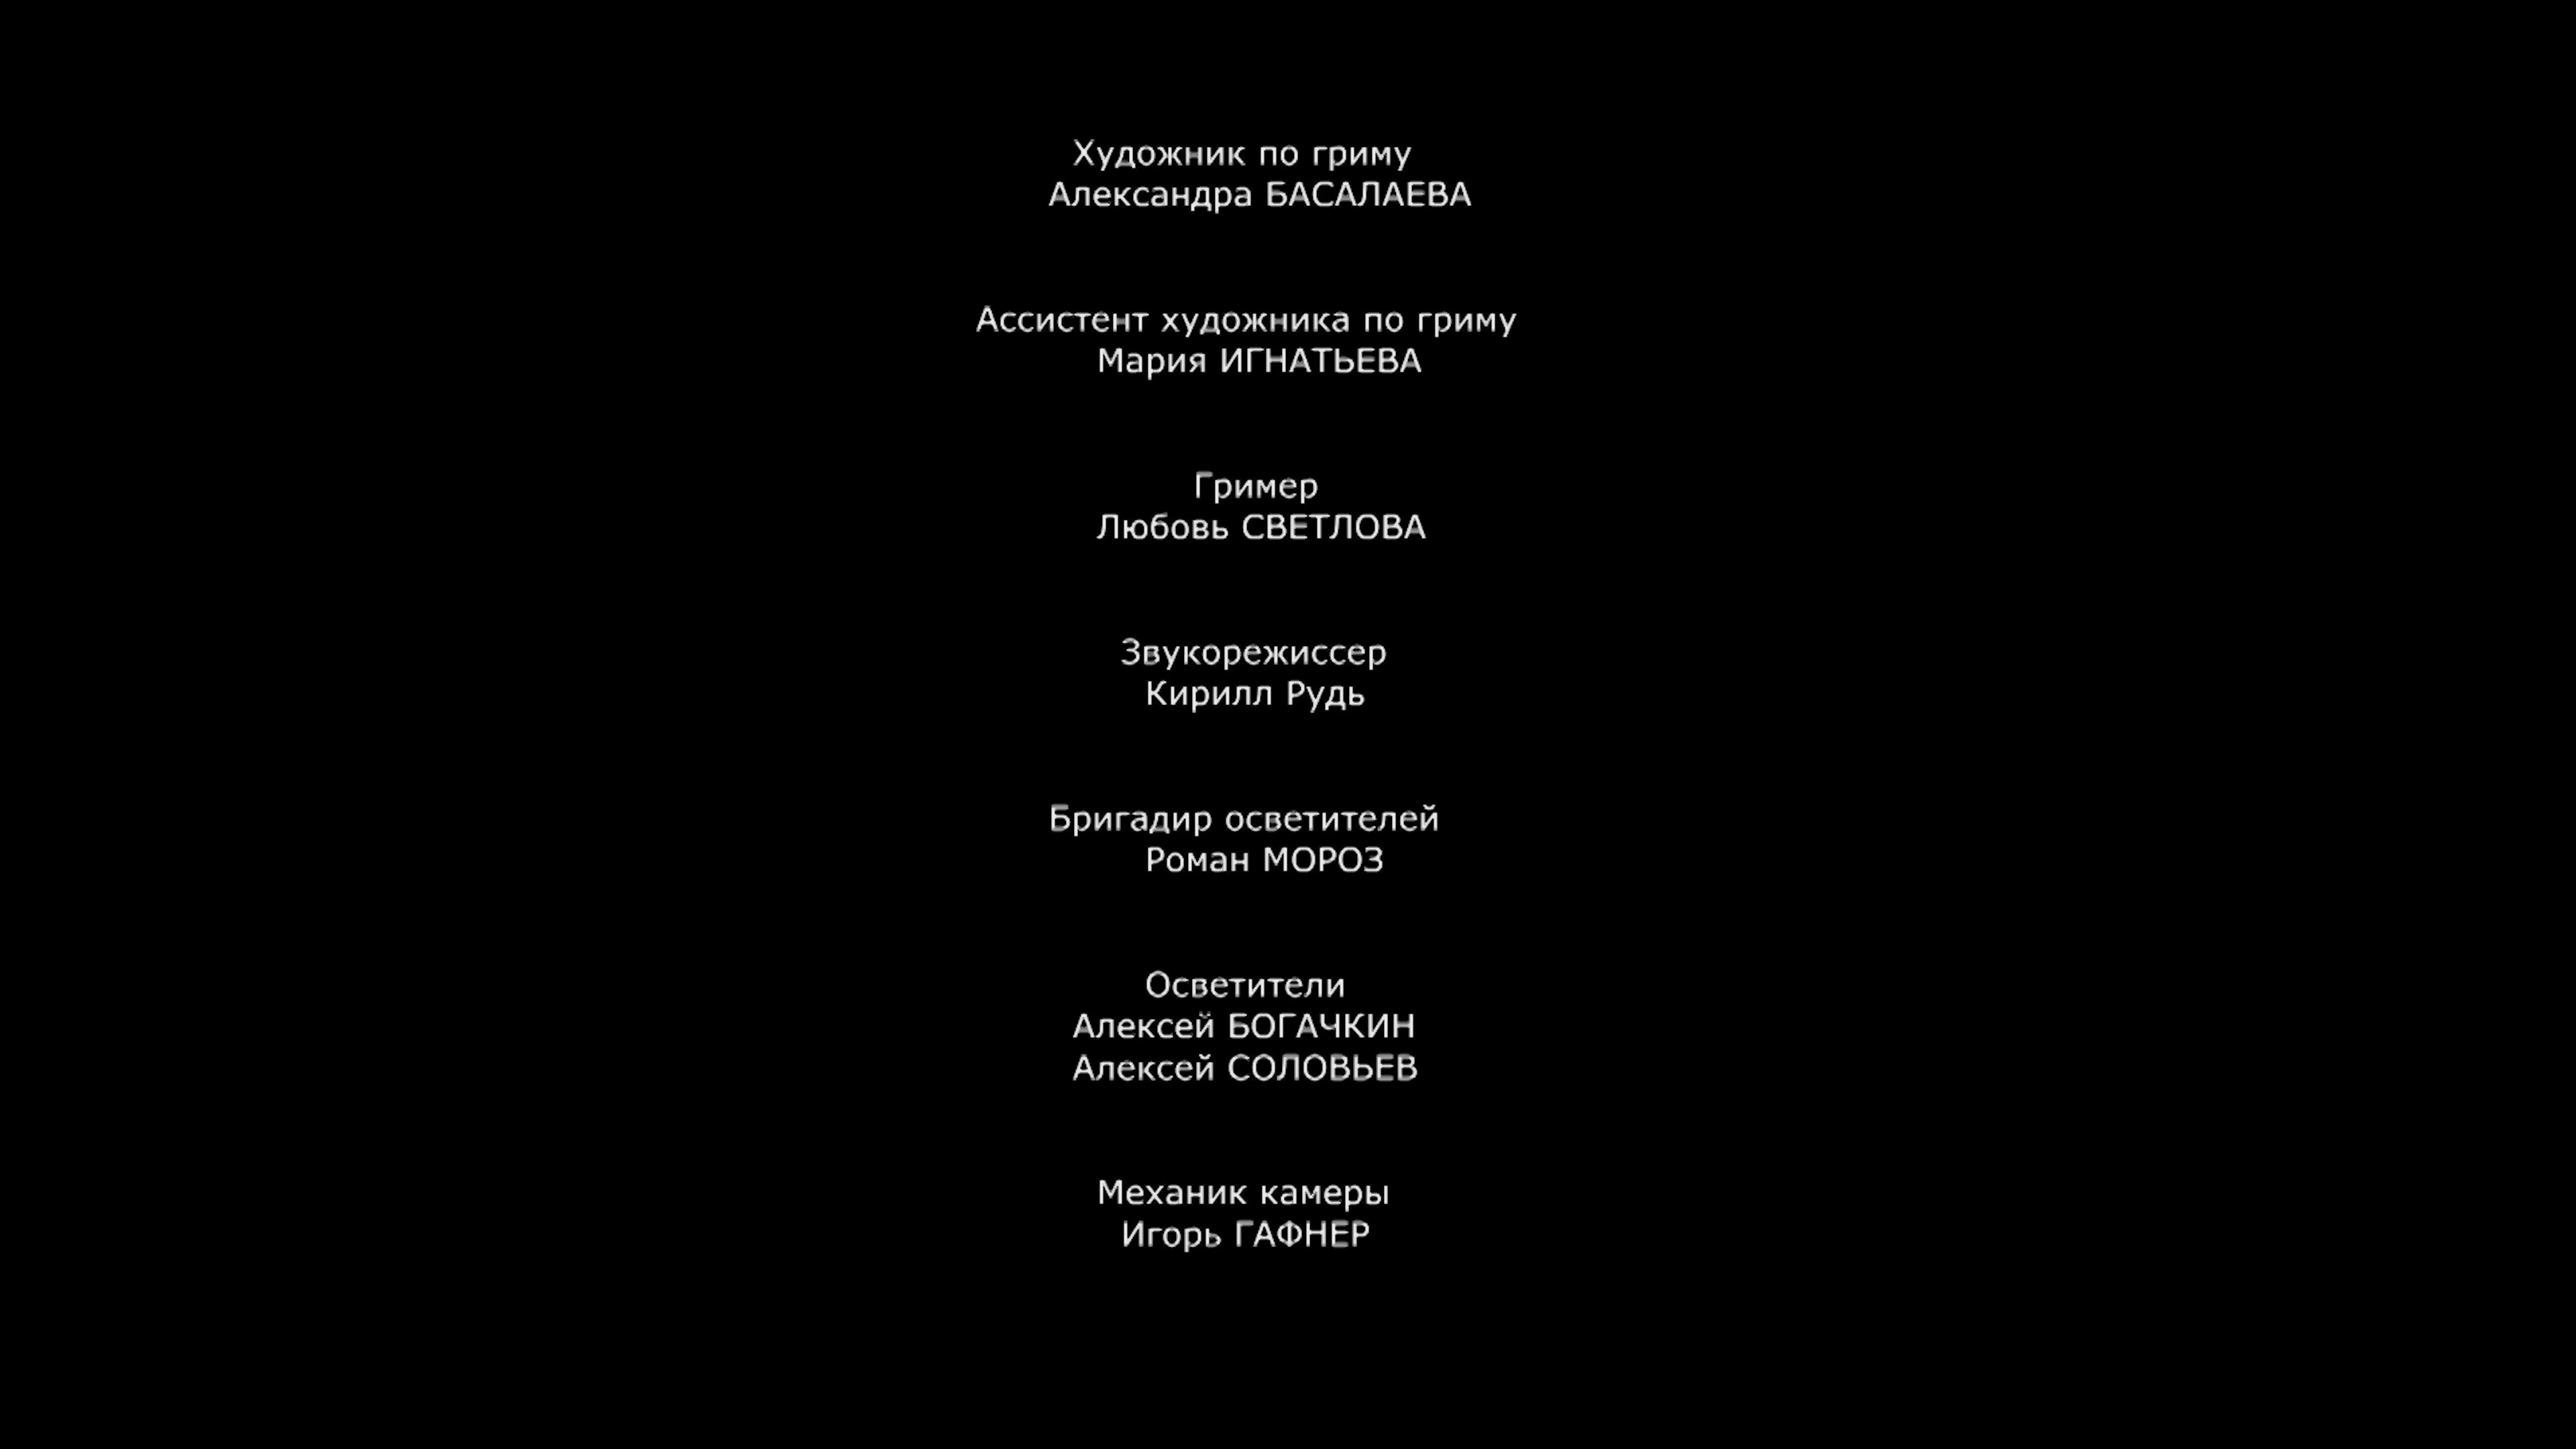 Художник по гриму
Александра БАСАЛАЕВА
Ассистент художника по гриму
Мария ИГНАТЬЕВА
Гример
Любовь СВЕТЛОВА
Звукорежиссер
Кирилл Рудь
Бригадир осветителей
Роман МОРОЗ
Осветители
Алексей БОГАЧКИН
Алексей СОЛОВЬЕВ
Механик камеры
Игорь ГАФНЕР